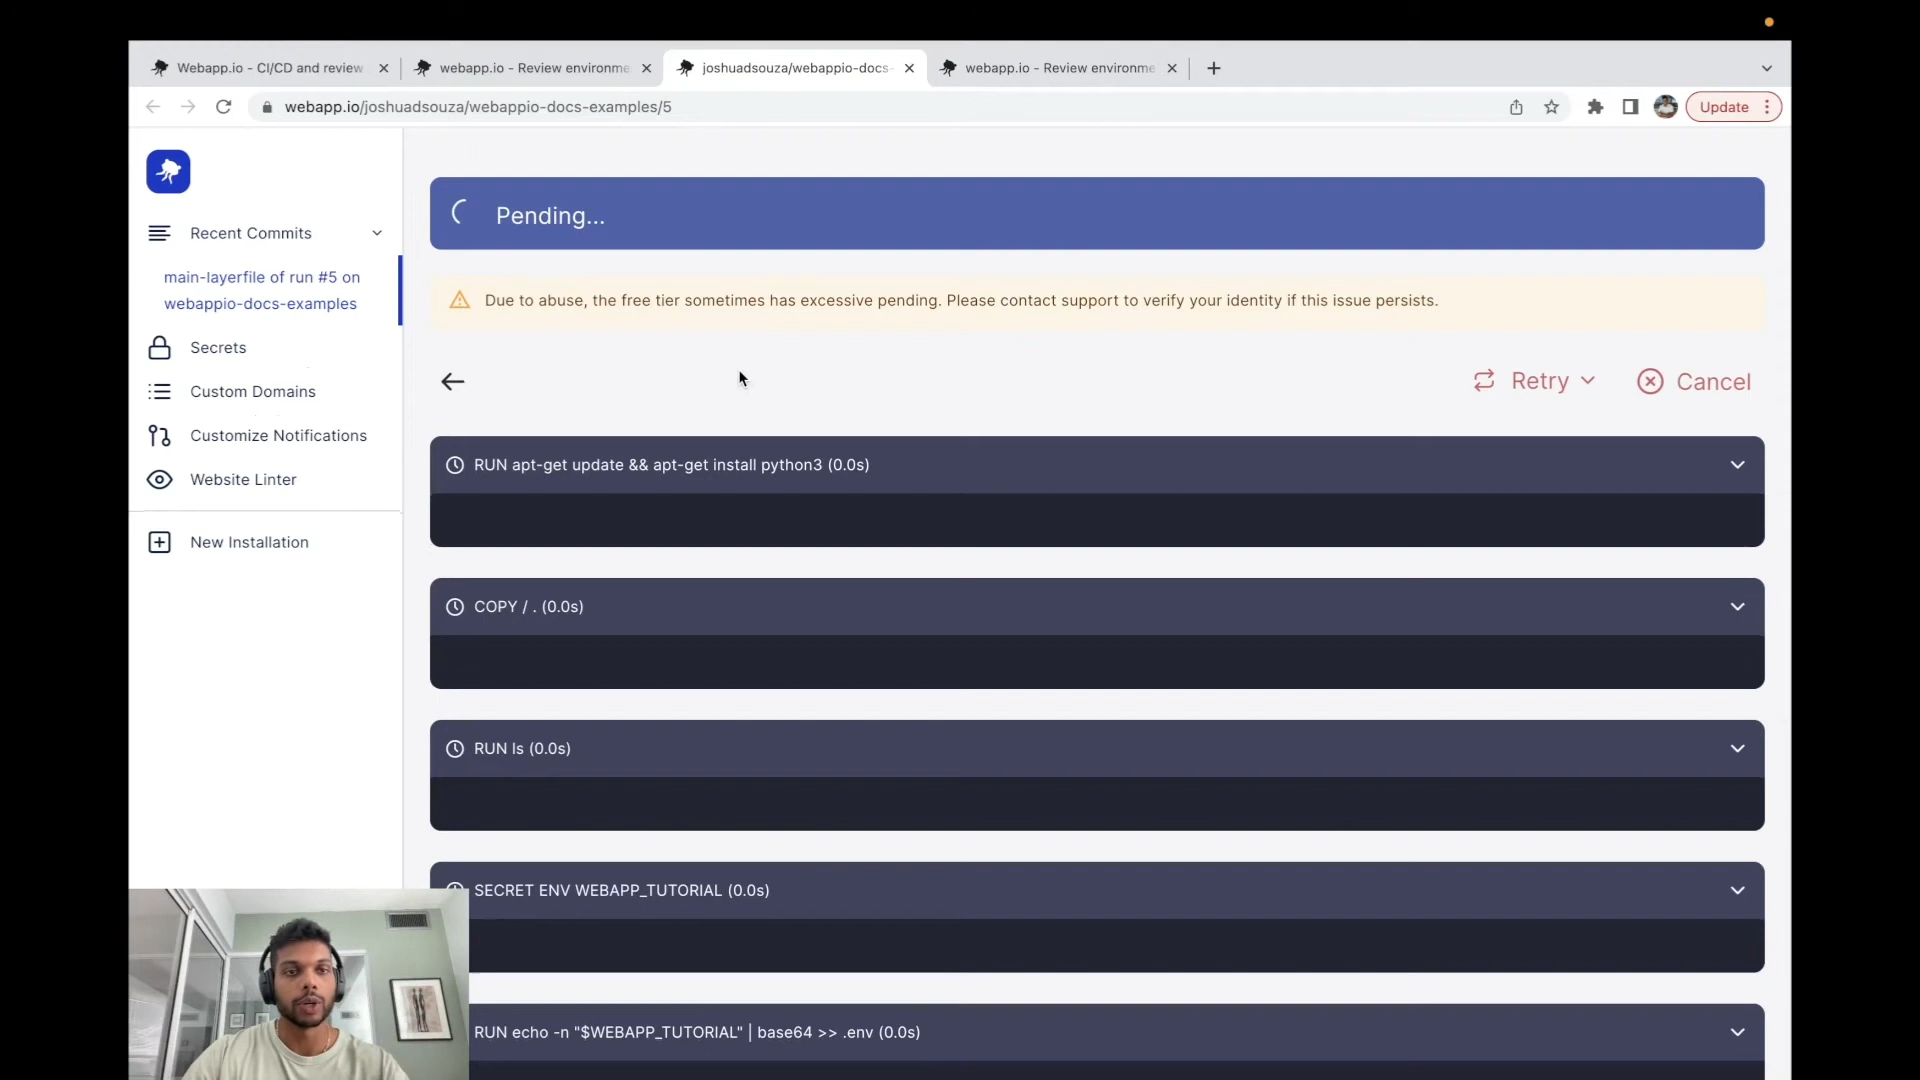 Webapp.io - CI/CD and review
webapp.io - Review environme
joshuadsouza/webappio-docs-
webapp.io - Review environme
webapp.io/joshuadsouza/webappio-docs-examples/5
Update
Recent Commits
main-layerfile of run #5 on
webappio-docs-examples
Secrets
Custom Domains
Customize Notifications
Website Linter
New Installation
Pending...
Due to abuse, the free tier sometimes has excessive pending. Please contact support to verify your identity if this issue persists.
Retry
Cancel
RUN apt-get update && apt-get install python3 (0.0s)
COPY / . (0.0s)
RUN ls (0.0s)
SECRET ENV WEBAPP_TUTORIAL (0.0s)
RUN echo -n "$WEBAPP_TUTORIAL" | base64 >> .env (0.0s)